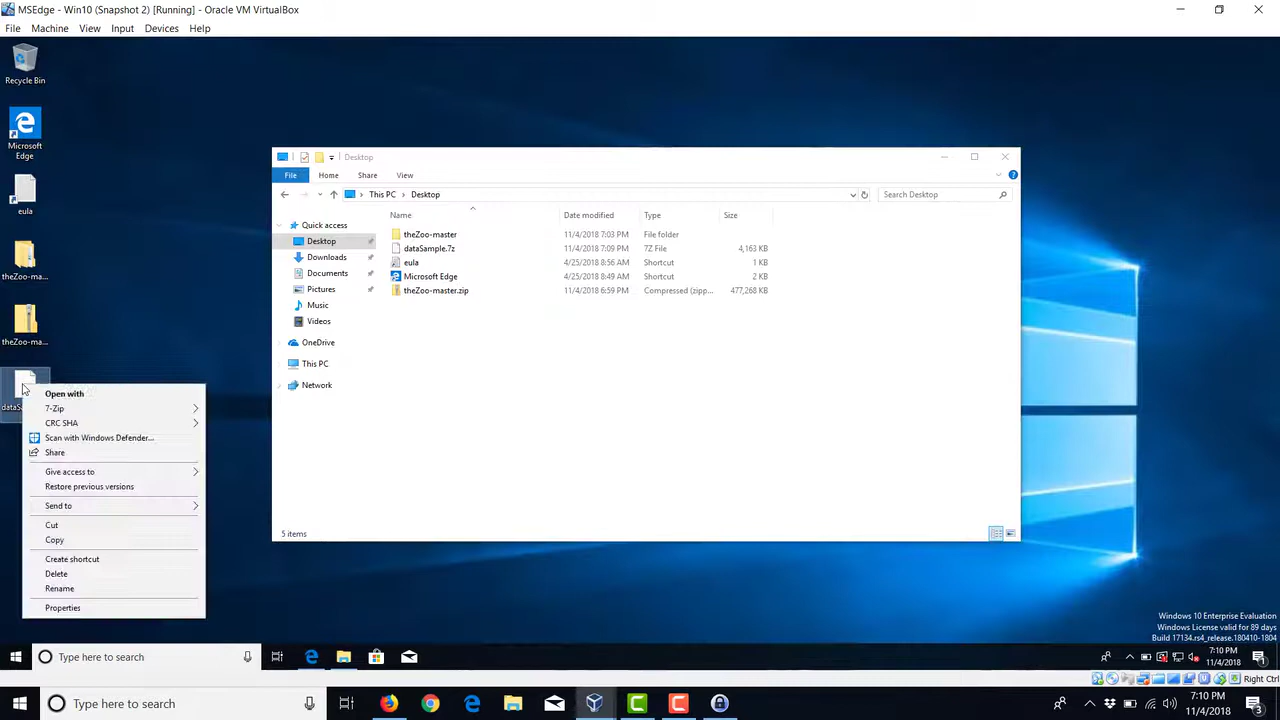 MSEdge - Win10 (Snapshot 2) [Running] - Oracle VM VirtualBox
File Machine View Input Devices Help
Recycle Bin
Microsoft
Edge
eula
theZoo-ma...
theZoo-mar...
dataSa
Desktop
File Home Share View
This PC > Desktop
Search Desktop
Quick access
Desktop
Downloads
Documents
Pictures
Music
Videos
OneDrive
This PC
Network
Name Date modified Type Size
theZoo-master 11/4/2018 7:03 PM File folder
dataSample.7z 11/4/2018 7:09 PM 7Z File 4,163 KB
eula 4/25/2018 8:56 AM Shortcut 1 KB
Microsoft Edge 4/25/2018 8:49 AM Shortcut 2 KB
theZoo-master.zip 11/4/2018 6:59 PM Compressed (zipp... 477,268 KB
5 items
Open with
7-Zip
CRC SHA
Scan with Windows Defender...
Share
Give access to
Restore previous versions
Send to
Cut
Copy
Create shortcut
Delete
Rename
Properties
Windows 10 Enterprise Evaluation
Windows License valid for 89 days
Build 17134.rs4_release.180410-1804
Type here to search
7:10 PM
11/4/2018
Right Ctrl
Type here to search
7:10 PM
11/4/2018